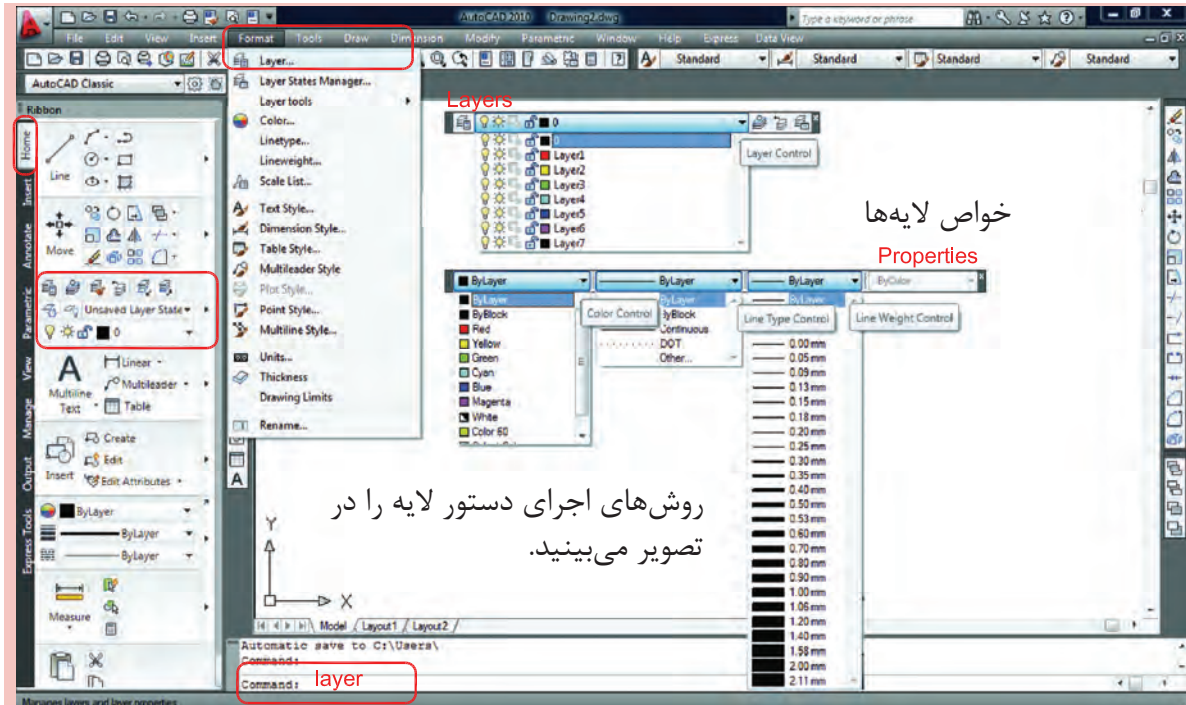 AutoCAD 2010 Drawing2.dwg
Type a keyword or phrase
File Edit View Insert Format Tools Draw Dimension Modify Parametric Window Help Express Data View
Standard Standard Standard Standard
AutoCAD Classic
Ribbon
Home
Insert
Annotate
Parametric
View
Manage
Output
Express Tools
Line
Move
Unsaved Layer State
0
Multiline
Text
Linear
Multileader
Table
Insert
Create
Edit
Edit Attributes
ByLayer
ByLayer
ByLayer
Measure
Layer...
Layer States Manager...
Layer tools
Color...
Linetype...
Lineweight...
Scale List...
Text Style...
Dimension Style...
Table Style...
Multileader Style
Plot Style...
Point Style...
Multiline Style...
Units...
Thickness
Drawing Limits
Rename...
Layers
0
0
Layer1
Layer2
Layer3
Layer4
Layer5
Layer6
Layer7
Layer Control
خواص لایه‌ها
Properties
ByLayer ByLayer ByLayer ByColor
ByLayer
ByBlock
Red
Yellow
Green
Cyan
Blue
Magenta
White
Color 60
Color Control
ByLayer
ByBlock
Continuous
DOT
Other...
Line Type Control
ByLayer
Line Weight Control
0.00 mm
0.05 mm
0.09 mm
0.13 mm
0.15 mm
0.18 mm
0.20 mm
0.25 mm
0.30 mm
0.35 mm
0.40 mm
0.50 mm
0.53 mm
0.60 mm
0.70 mm
0.80 mm
0.90 mm
1.00 mm
1.06 mm
1.20 mm
1.40 mm
1.58 mm
2.00 mm
2.11 mm
روش‌های اجرای دستور لایه را در
تصویر می‌بینید.
Y
X
A
Model Layout1 Layout2
Automatic save to C:\Users\
Command:
Command: layer
Manages layers and layer properties